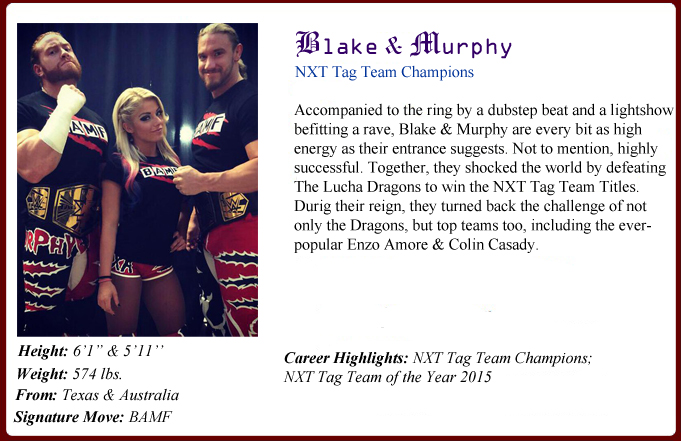 Blake & Murphy
NXT Tag Team Champions
Accompanied to the ring by a dubstep beat and a lightshow
befitting a rave, Blake & Murphy are every bit as high
energy as their entrance suggests. Not to mention, highly
successful. Together, they shocked the world by defeating
The Lucha Dragons to win the NXT Tag Team Titles.
Durig their reign, they turned back the challenge of not
only the Dragons, but top teams too, including the ever-
popular Enzo Amore & Colin Casady.
BAMF
BAMF
BAMF
RPHY
Height: 6’1” & 5’11’’
Weight: 574 lbs.
From: Texas & Australia
Signature Move: BAMF
Career Highlights: NXT Tag Team Champions;
NXT Tag Team of the Year 2015